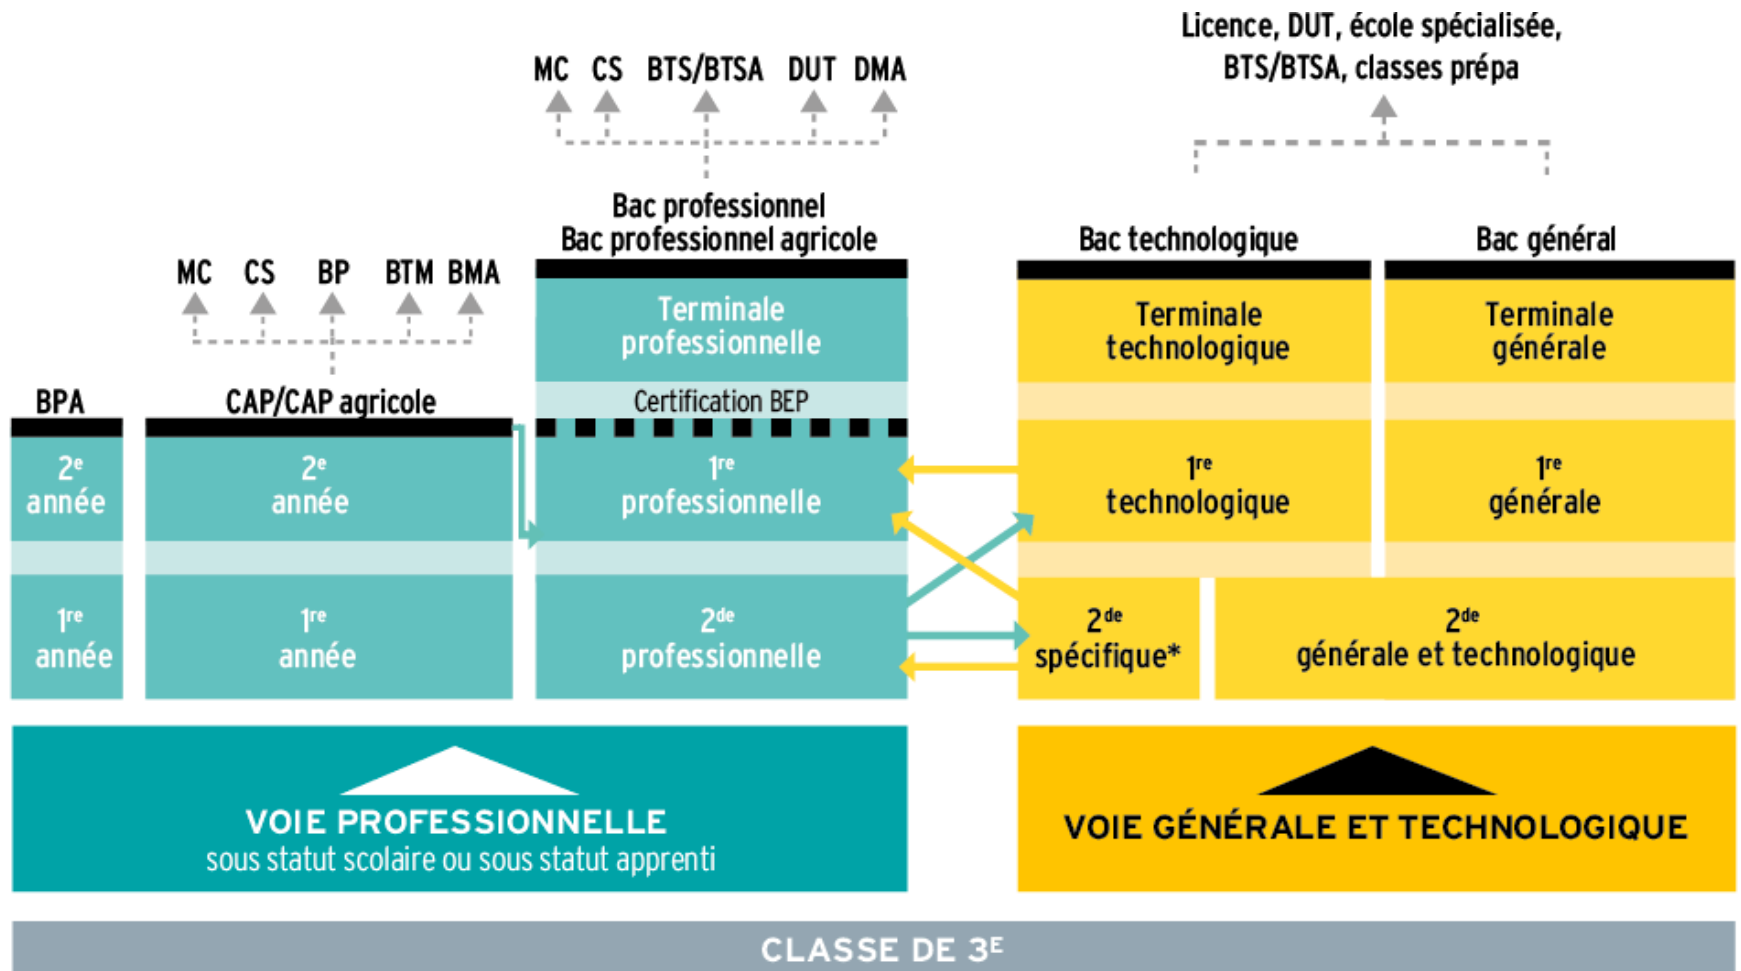 Licence, DUT, école spécialisée,
BTS/BTSA, classes prépa
MC CS BTS/BTSA DUT DMA
Bac professionnel
Bac professionnel agricole
Bac technologique
Bac général
MC CS BP BTM BMA
Terminale
professionnelle
Terminale
technologique
Terminale
générale
BPA
CAP/CAP agricole
Certification BEP
2e
année
2e
année
1re
professionnelle
1re
technologique
1re
générale
1re
année
1re
année
2de
professionnelle
2de
spécifique*
2de
générale et technologique
VOIE PROFESSIONNELLE
sous statut scolaire ou sous statut apprenti
VOIE GÉNÉRALE ET TECHNOLOGIQUE
CLASSE DE 3E